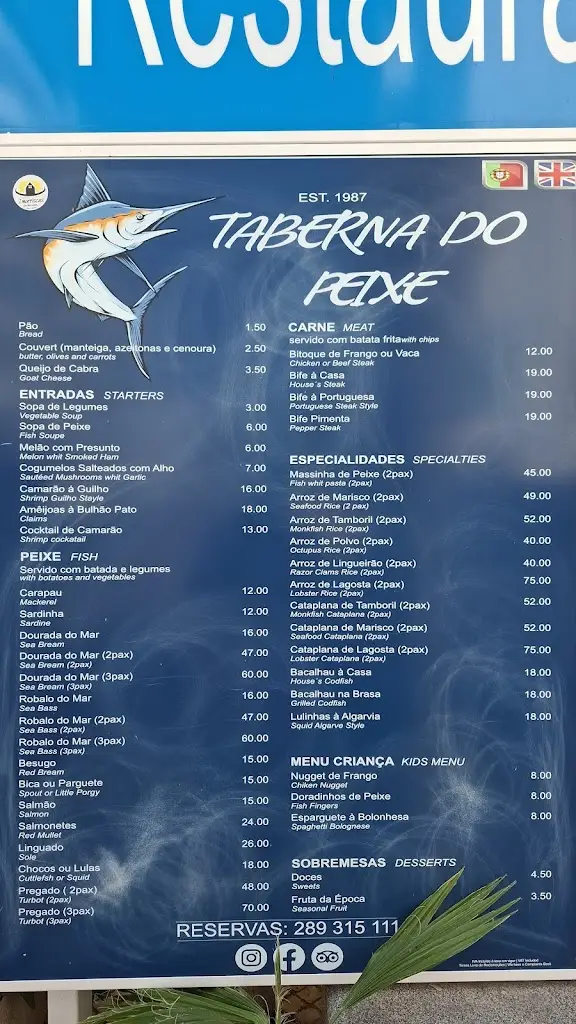 Restaura
EST. 1987
TABERNA DO
PEIXE
Pão 1.50
Bread
Couvert (manteiga, azeitonas e cenoura) 2.50
butter, olives and carrots
Queijo de Cabra 3.50
Goat Cheese
ENTRADAS STARTERS
Sopa de Legumes 3.00
Vegetable Soup
Sopa de Peixe 6.00
Fish Soupe
Melão com Presunto 6.00
Melon whit Smoked Ham
Cogumelos Salteados com Alho 7.00
Sautéed Mushrooms whit Garlic
Camarão à Guilho 16.00
Shrimp Guilho Stayle
Amêijoas à Bulhão Pato 18.00
Claims
Cocktail de Camarão 13.00
Shrimp cockatail
PEIXE FISH
Servido com batada e legumes
with botatoes and vegetables
Carapau 12.00
Mackerel
Sardinha 12.00
Sardine
Dourada do Mar 16.00
Sea Bream
Dourada do Mar (2pax) 47.00
Sea Bream (2pax)
Dourada do Mar (3pax) 60.00
Sea Bream (3pax)
Robalo do Mar 16.00
Sea Bass
Robalo do Mar (2pax) 47.00
Sea Bass (2pax)
Robalo do Mar (3pax) 60.00
Sea Bass (3pax)
Besugo 15.00
Red Bream
Bica ou Parguete 15.00
Spout or Little Porgy
Salmão 15.00
Salmon
Salmonetes 24.00
Red Mullet
Linguado 26.00
Sole
Chocos ou Lulas 18.00
Cuttlefish or Squid
Pregado ( 2pax) 48.00
Turbot (2pax)
Pregado (3pax) 70.00
Turbot (3pax)
CARNE MEAT
servido com batata frita with chips
Bitoque de Frango ou Vaca 12.00
Chicken or Beef Steak
Bife à Casa 19.00
House´s Steak
Bife à Portuguesa 19.00
Portuguese Steak Style
Bife Pimenta 19.00
Pepper Steak
ESPECIALIDADES SPECIALTIES
Massinha de Peixe (2pax) 45.00
Fish whit pasta (2pax)
Arroz de Marisco (2pax) 49.00
Seafood Rice (2 pax)
Arroz de Tamboril (2pax) 52.00
Monkfish Rice (2pax)
Arroz de Polvo (2pax) 40.00
Octupus Rice (2pax)
Arroz de Lingueirão (2pax) 40.00
Razor Clams Rice (2pax)
Arroz de Lagosta (2pax) 75.00
Lobster Rice (2pax)
Cataplana de Tamboril (2pax) 52.00
Monkfish Cataplana (2pax)
Cataplana de Marisco (2pax) 52.00
Seafood Cataplana (2pax)
Cataplana de Lagosta (2pax) 75.00
Lobster Cataplana (2pax)
Bacalhau à Casa 18.00
House´s Codfish
Bacalhau na Brasa 18.00
Grilled Codfish
Lulinhas à Algarvia 18.00
Squid Algarve Style
MENU CRIANÇA KIDS MENU
Nugget de Frango 8.00
Chiken Nugget
Doradinhos de Peixe 8.00
Fish Fingers
Esparguete à Bolonhesa 8.00
Spaghetti Bolognese
SOBREMESAS DESSERTS
Doces 4.50
Sweets
Fruta da Época 3.50
Seasonal Fruit
RESERVAS: 289 315 111